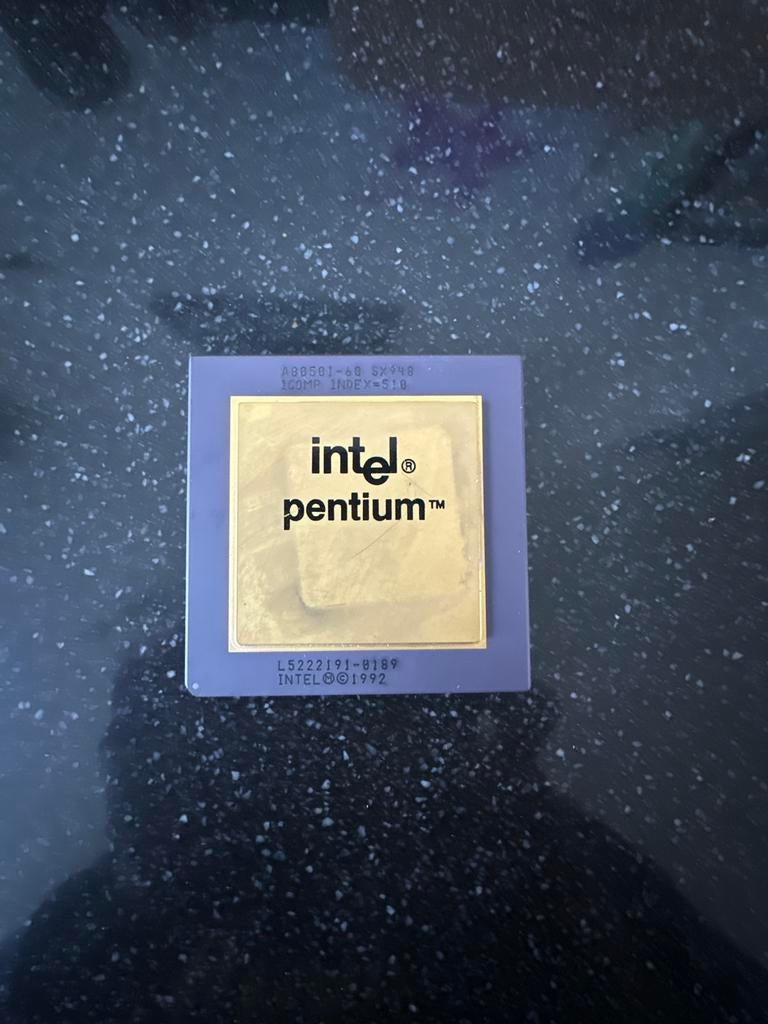 A80501-60 SX948
iCOMP INDEX=510
intel®
pentium™
L5222191-0189
INTEL Ⓜ © 1992